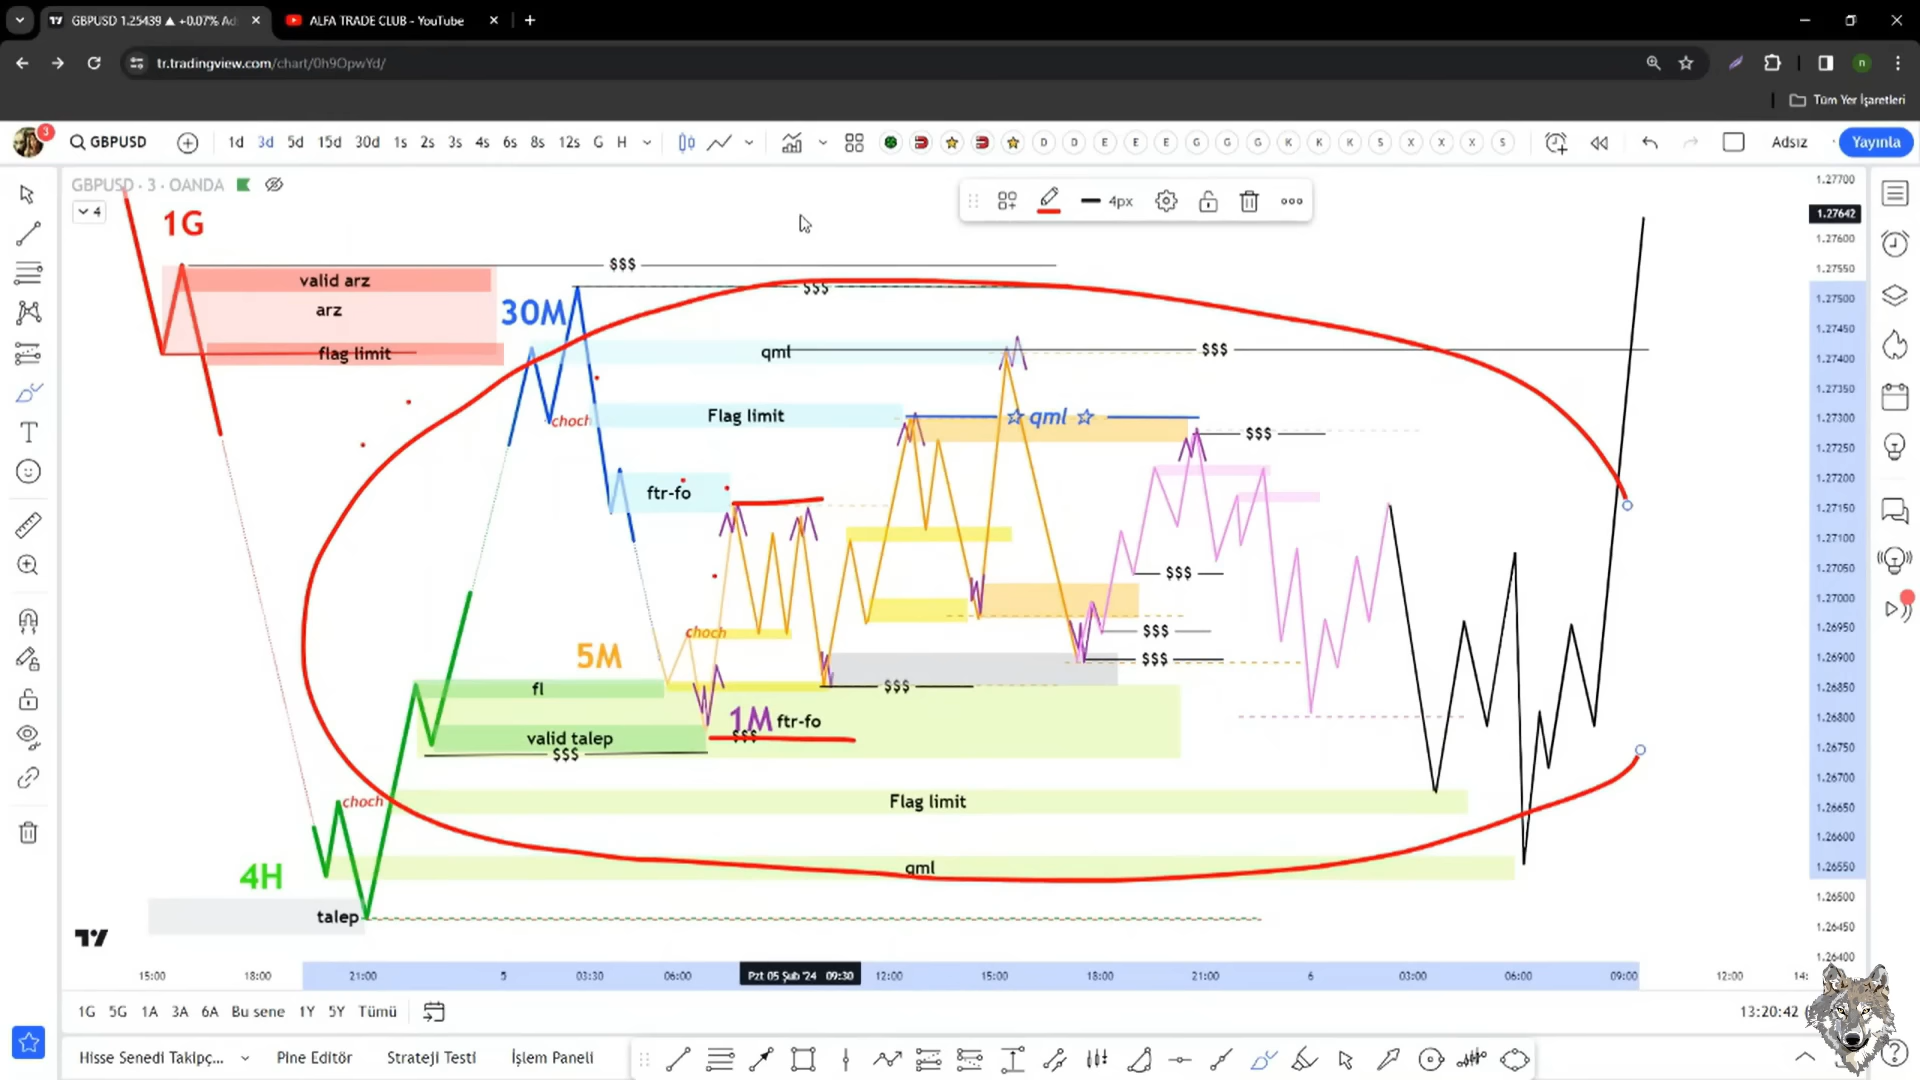 GBPUSD 1.25439 ▲ +0.07% Ad
ALFA TRADE CLUB - YouTube
tr.tradingview.com/chart/0h9OpwYd/
n
Tüm Yer İşaretleri
3
GBPUSD
1d 3d 5d 15d 30d 1s 2s 3s 4s 6s 8s 12s G H
D D E E E G G G K K K S X X X S
Adsız
Yayınla
GBPUSD · 3 · OANDA
4
4px
1G
valid arz
arz
flag limit
$$$
$$$
30M
qml
$$$
choch
Flag limit
☆ qml ☆
$$$
ftr-fo
$$$
choch
$$$
5M
$$$
fl
$$$
1M
ftr-fo
$$$
valid talep
$$$
choch
Flag limit
4H
qml
talep
1.27700
1.27642
1.27600
1.27550
1.27500
1.27450
1.27400
1.27350
1.27300
1.27250
1.27200
1.27150
1.27100
1.27050
1.27000
1.26950
1.26900
1.26850
1.26800
1.26750
1.26700
1.26650
1.26600
1.26550
1.26500
1.26450
1.26400
15:00 18:00 21:00 5 03:30 06:00 Pzt 05 Şub '24 09:30 12:00 15:00 18:00 21:00 6 03:00 06:00 09:00 12:00 14:
1G 5G 1A 3A 6A Bu sene 1Y 5Y Tümü
13:20:42
Hisse Senedi Takipç...
Pine Editör
Strateji Testi
İşlem Paneli